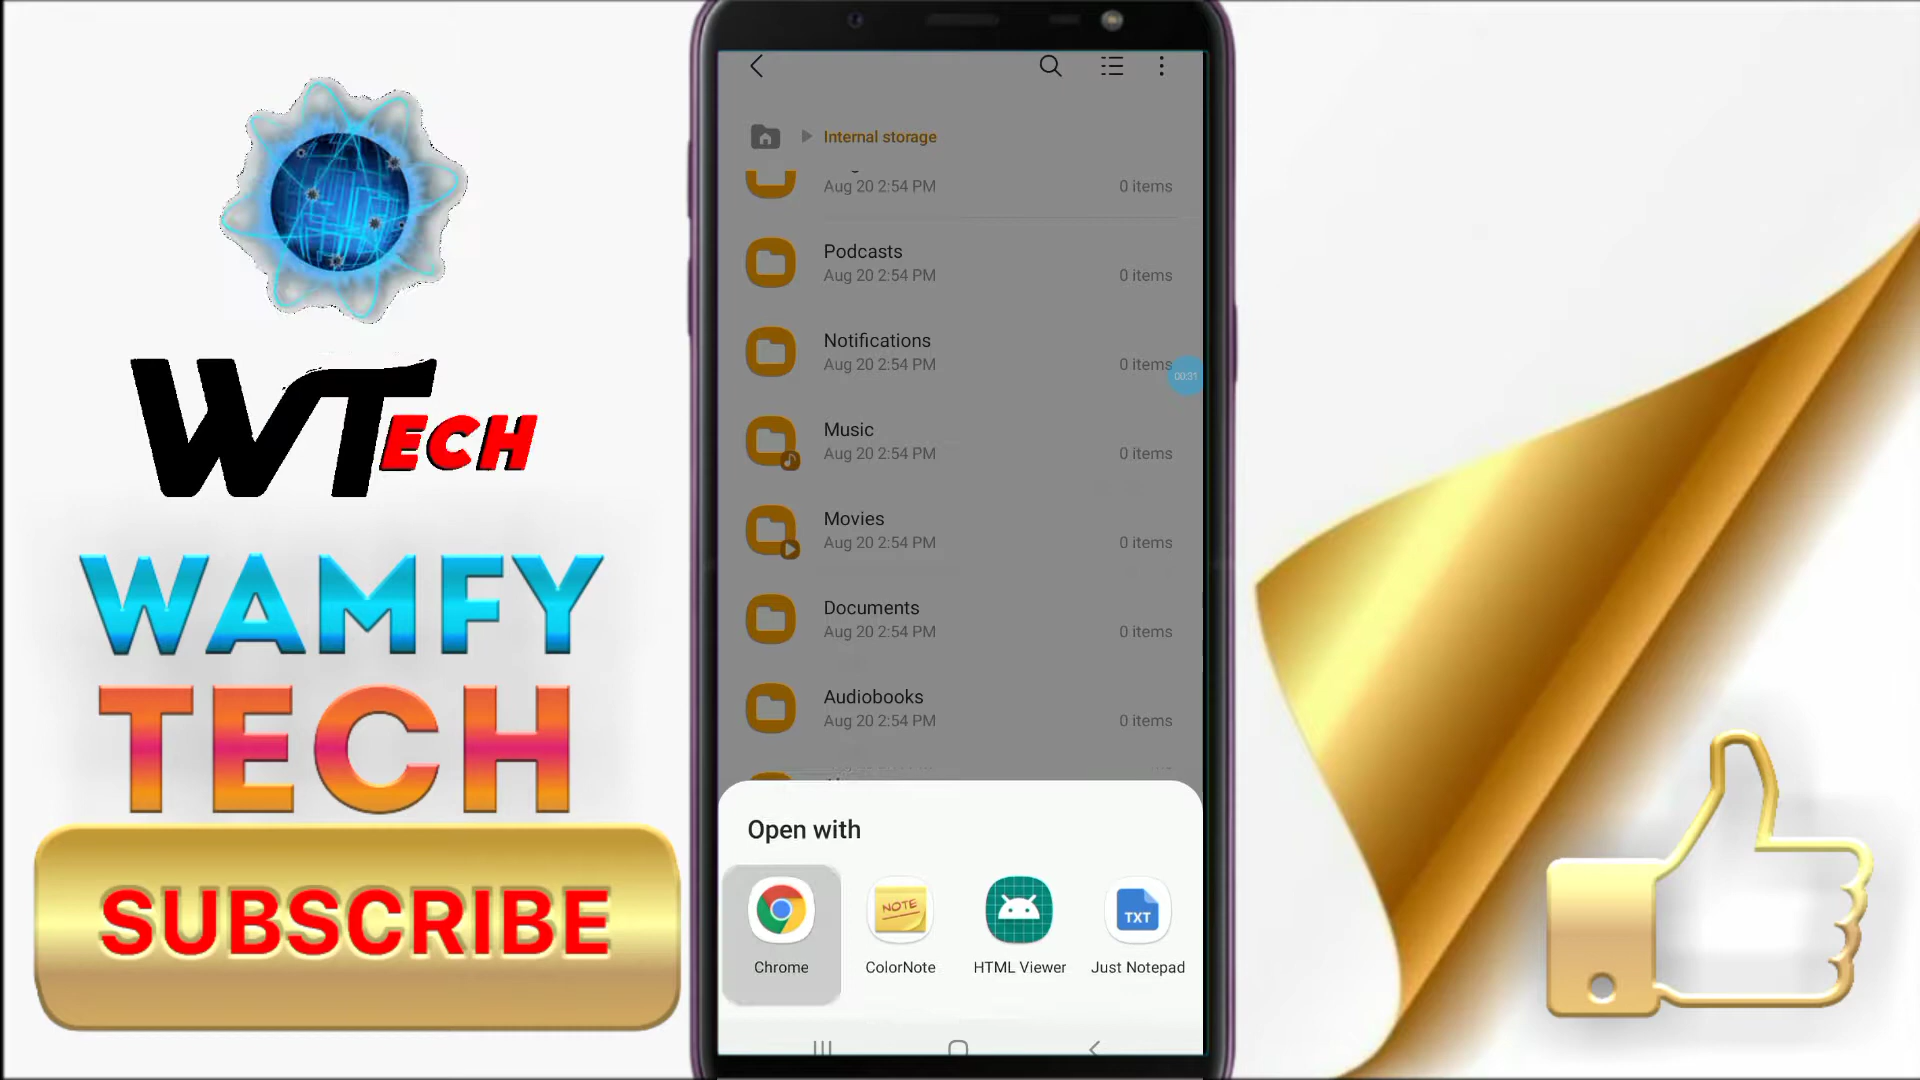 WTECH
WAMFY
TECH
SUBSCRIBE
Internal storage
Aug 20 2:54 PM 0 items
Podcasts
Aug 20 2:54 PM 0 items
Notifications
Aug 20 2:54 PM 0 items
00:31
Music
Aug 20 2:54 PM 0 items
Movies
Aug 20 2:54 PM 0 items
Documents
Aug 20 2:54 PM 0 items
Audiobooks
Aug 20 2:54 PM 0 items
Open with
NOTE
TXT
Chrome ColorNote HTML Viewer Just Notepad